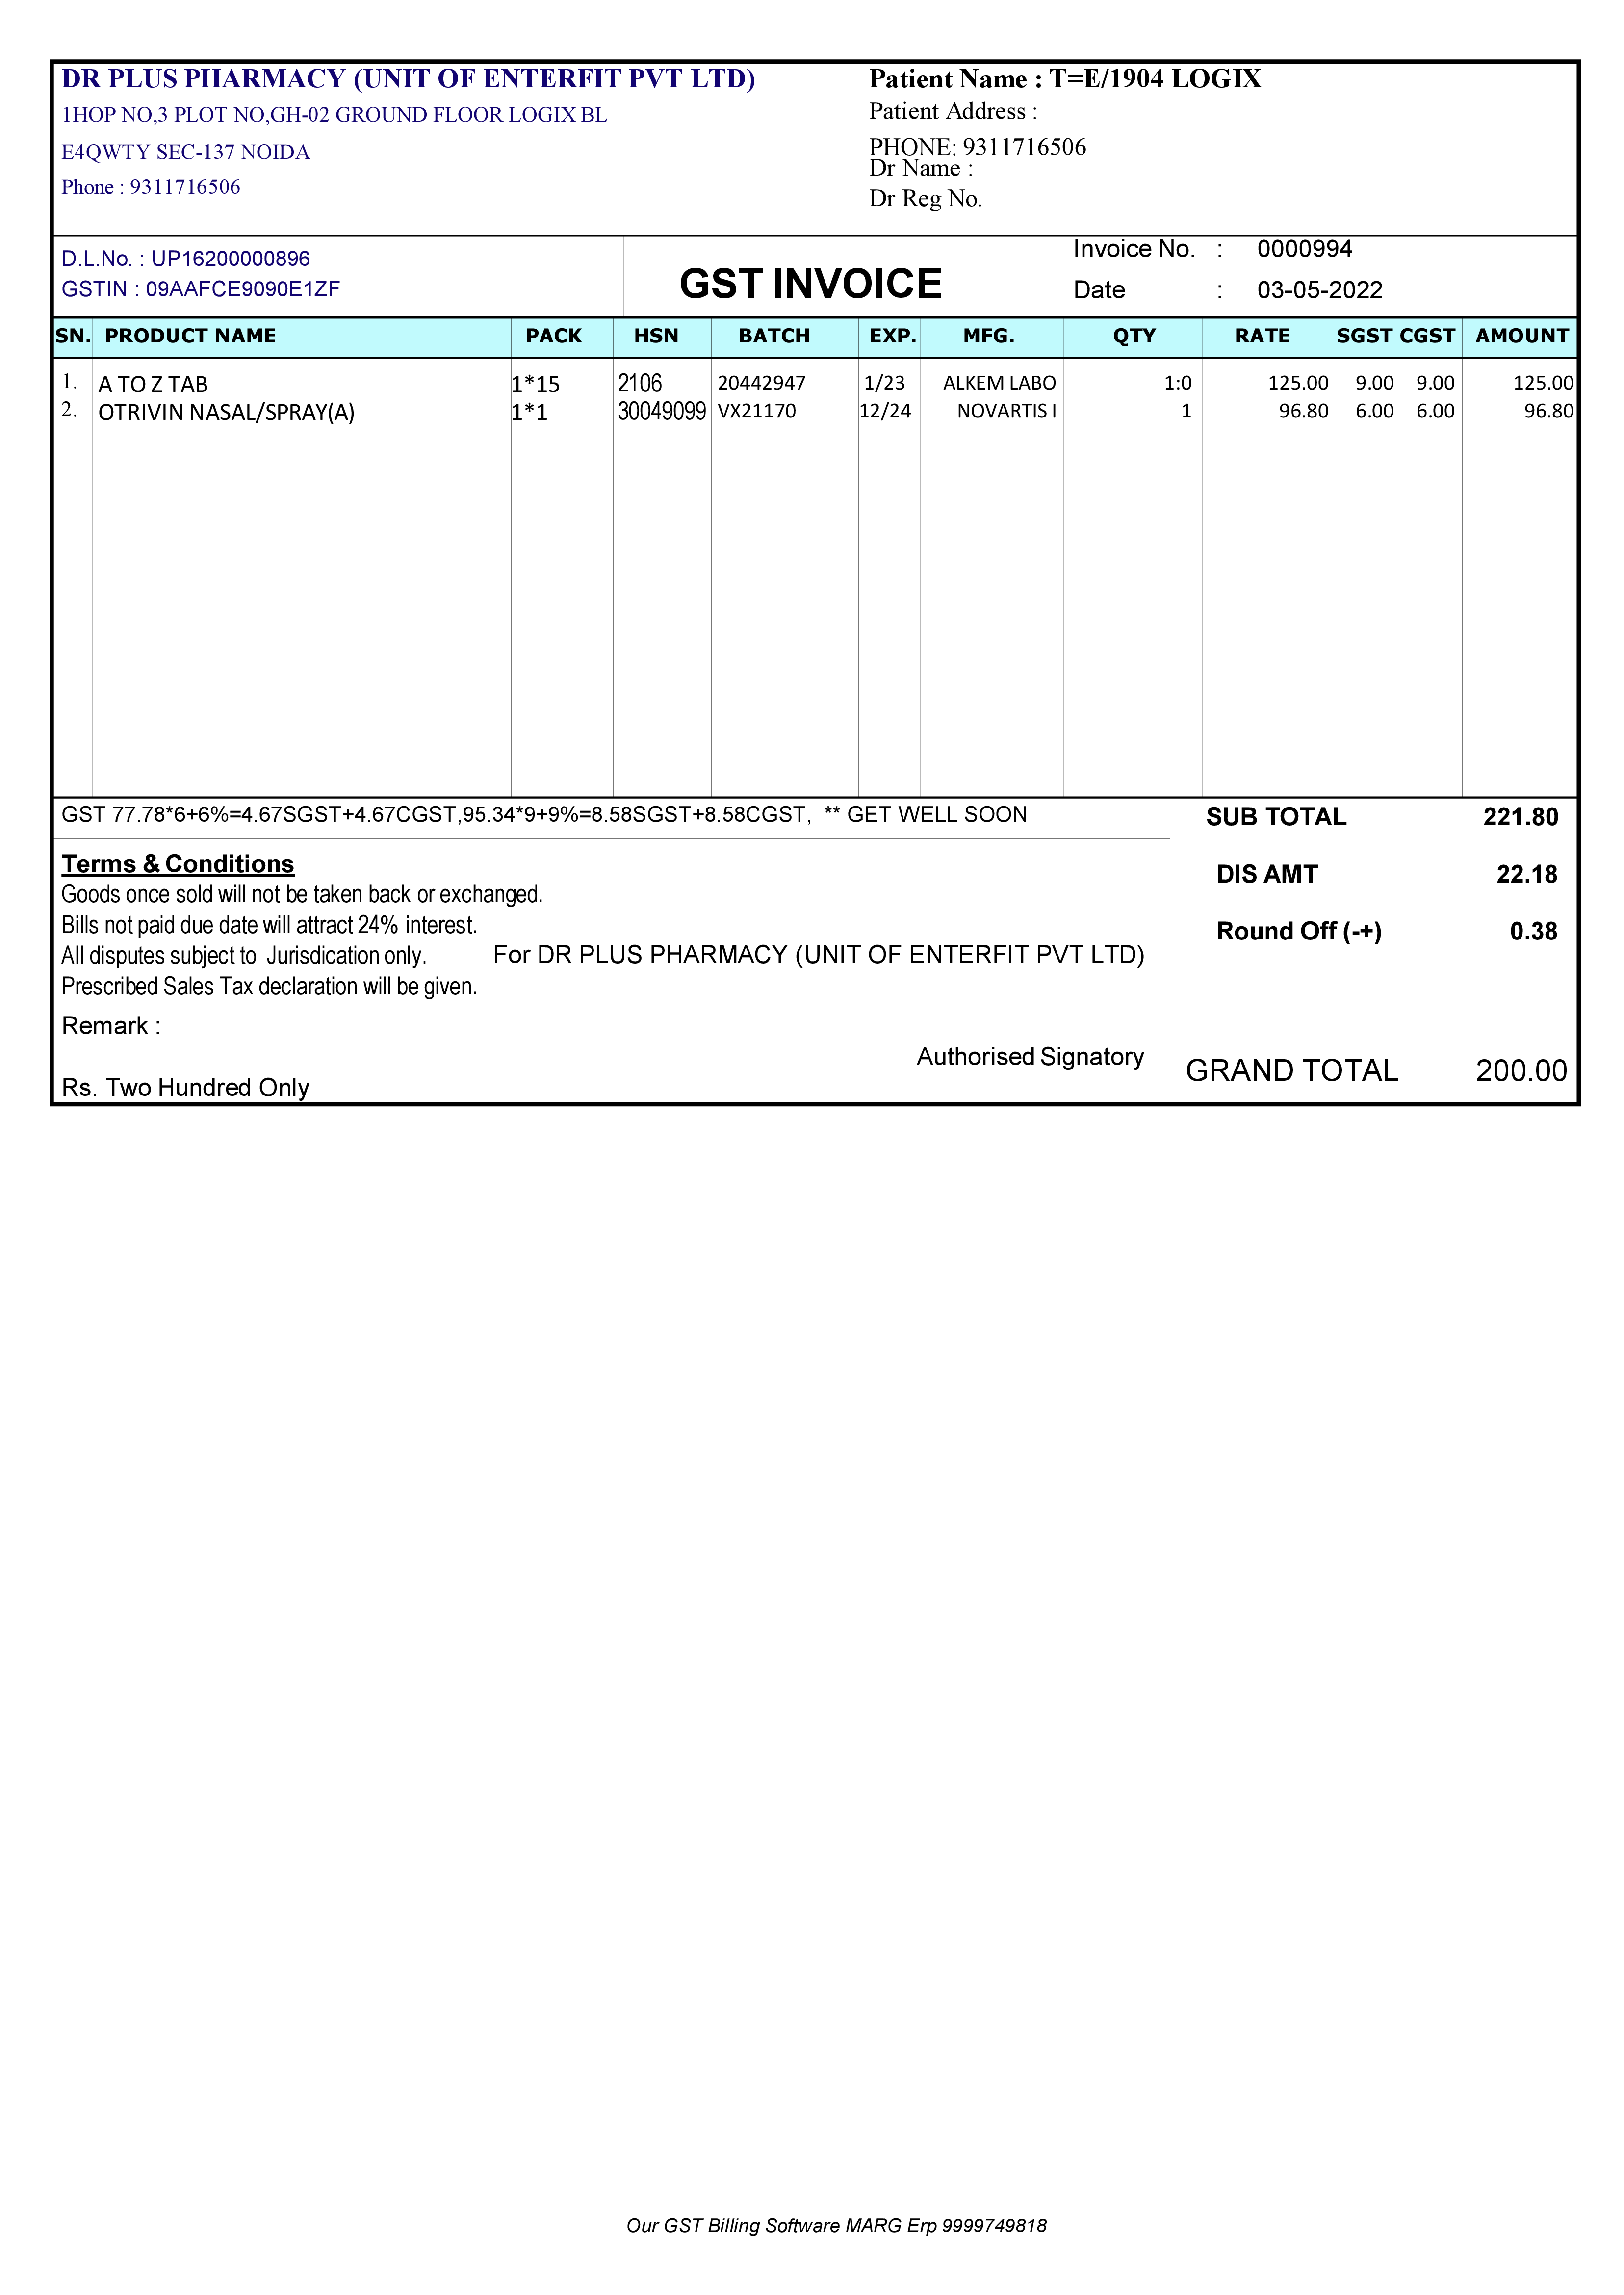 DR PLUS PHARMACY (UNIT OF ENTERFIT PVT LTD)
1HOP NO,3 PLOT NO,GH-02 GROUND FLOOR LOGIX BL
E4QWTY SEC-137 NOIDA
Phone : 9311716506
Patient Name : T=E/1904 LOGIX
Patient Address :
PHONE: 9311716506
Dr Name :
Dr Reg No.
D.L.No. : UP16200000896
GSTIN : 09AAFCE9090E1ZF
GST INVOICE
Invoice No. : 0000994
Date : 03-05-2022
SN. PRODUCT NAME PACK HSN BATCH EXP. MFG. QTY RATE SGST CGST AMOUNT
1. A TO Z TAB 1*15 2106 20442947 1/23 ALKEM LABO 1:0 125.00 9.00 9.00 125.00
2. OTRIVIN NASAL/SPRAY(A) 1*1 30049099 VX21170 12/24 NOVARTIS I 1 96.80 6.00 6.00 96.80
GST 77.78*6+6%=4.67SGST+4.67CGST,95.34*9+9%=8.58SGST+8.58CGST, ** GET WELL SOON
Terms & Conditions
Goods once sold will not be taken back or exchanged.
Bills not paid due date will attract 24% interest.
All disputes subject to Jurisdication only.
Prescribed Sales Tax declaration will be given.
For DR PLUS PHARMACY (UNIT OF ENTERFIT PVT LTD)
Remark :
Authorised Signatory
Rs. Two Hundred Only
SUB TOTAL 221.80
DIS AMT 22.18
Round Off (-+) 0.38
GRAND TOTAL 200.00
Our GST Billing Software MARG Erp 9999749818